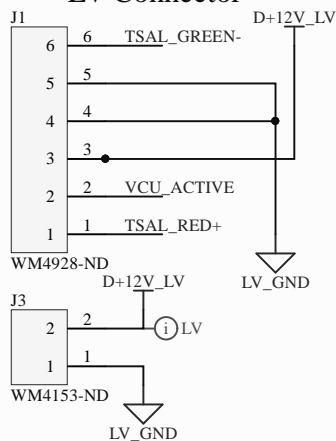 LV Connector
J1
D+12V_LV
6 6 TSAL_GREEN-
5 5
4 4
3 3
2 2 VCU_ACTIVE
1 1 TSAL_RED+
WM4928-ND
LV_GND
J3
D+12V_LV
2 2 i LV
1 1
WM4153-ND
LV_GND